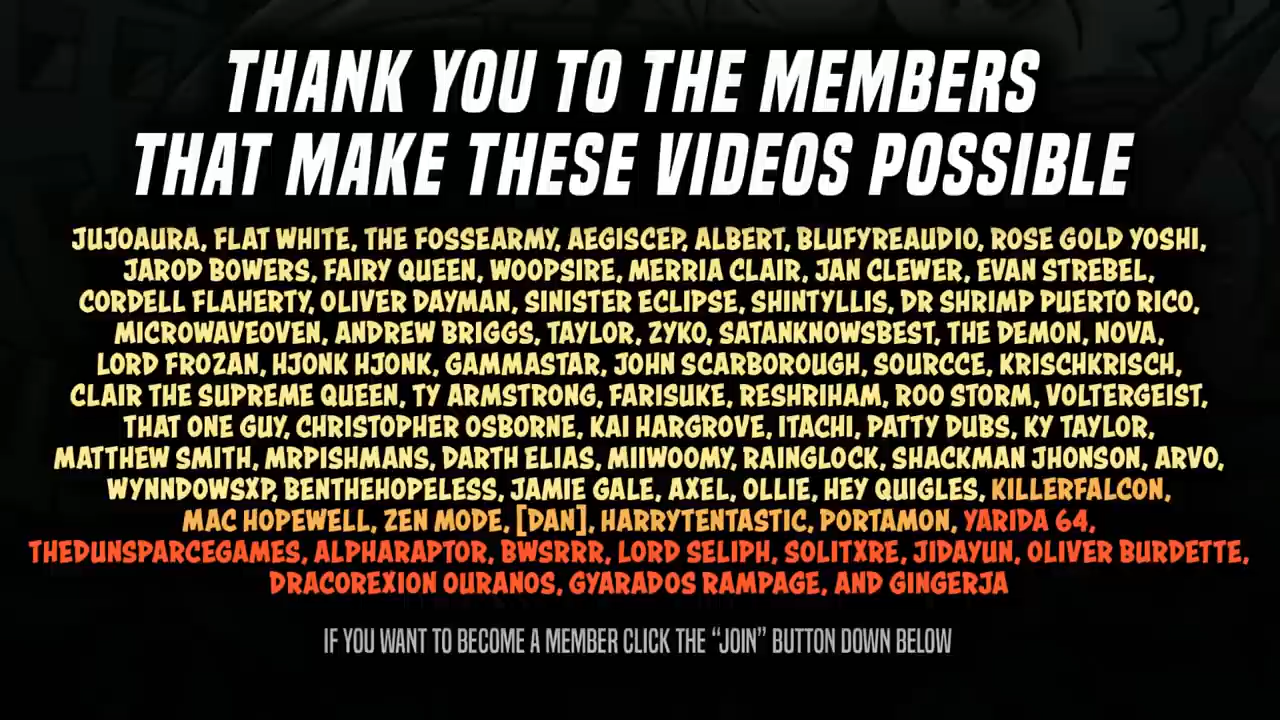 THANK YOU TO THE MEMBERS
THAT MAKE THESE VIDEOS POSSIBLE
JUJOAURA, FLAT WHITE, THE FOSSEARMY, AEGISCEP, ALBERT, BLUFYREAUDIO, ROSE GOLD YOSHI,
JAROD BOWERS, FAIRY QUEEN, WOOPSIRE, MERRIA CLAIR, JAN CLEWER, EVAN STREBEL,
CORDELL FLAHERTY, OLIVER DAYMAN, SINISTER ECLIPSE, SHINTYLLIS, DR SHRIMP PUERTO RICO,
MICROWAVEOVEN, ANDREW BRIGGS, TAYLOR, ZYKO, SATANKNOWSBEST, THE DEMON, NOVA,
LORD FROZAN, HJONK HJONK, GAMMASTAR, JOHN SCARBOROUGH, SOURCCE, KRISCHKRISCH,
CLAIR THE SUPREME QUEEN, TY ARMSTRONG, FARISUKE, RESHRIHAM, ROO STORM, VOLTERGEIST,
THAT ONE GUY, CHRISTOPHER OSBORNE, KAI HARGROVE, ITACHI, PATTY DUBS, KY TAYLOR,
MATTHEW SMITH, MRPISHMANS, DARTH ELIAS, MIIWOOMY, RAINGLOCK, SHACKMAN JHONSON, ARVO,
WYNNDOWSXP, BENTHEHOPELESS, JAMIE GALE, AXEL, OLLIE, HEY QUIGLES, KILLERFALCON,
MAC HOPEWELL, ZEN MODE, [DAN], HARRYTENTASTIC, PORTAMON, YARIDA 64,
THEDUNSPARCEGAMES, ALPHARAPTOR, BWSRRR, LORD SELIPH, SOLITXRE, JIDAYUN, OLIVER BURDETTE,
DRACOREXION OURANOS, GYARADOS RAMPAGE, AND GINGERJA
IF YOU WANT TO BECOME A MEMBER CLICK THE “JOIN” BUTTON DOWN BELOW